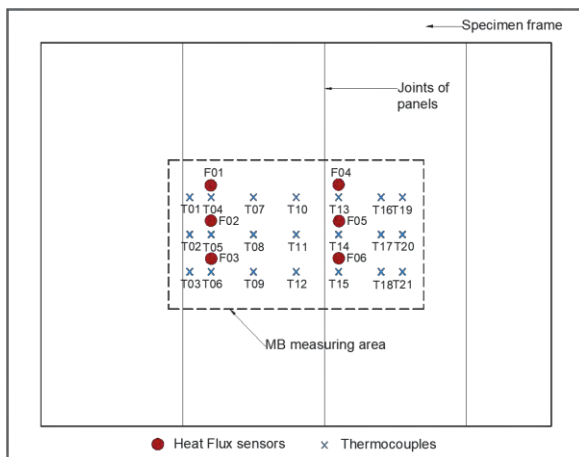 Specimen frame
Joints of
panels
F01
F04
T01
T04
T07
T10
T13
T16
T19
F02
F05
T02
T05
T08
T11
T14
T17
T20
F03
F06
T03
T06
T09
T12
T15
T18
T21
MB measuring area
Heat Flux sensors
Thermocouples